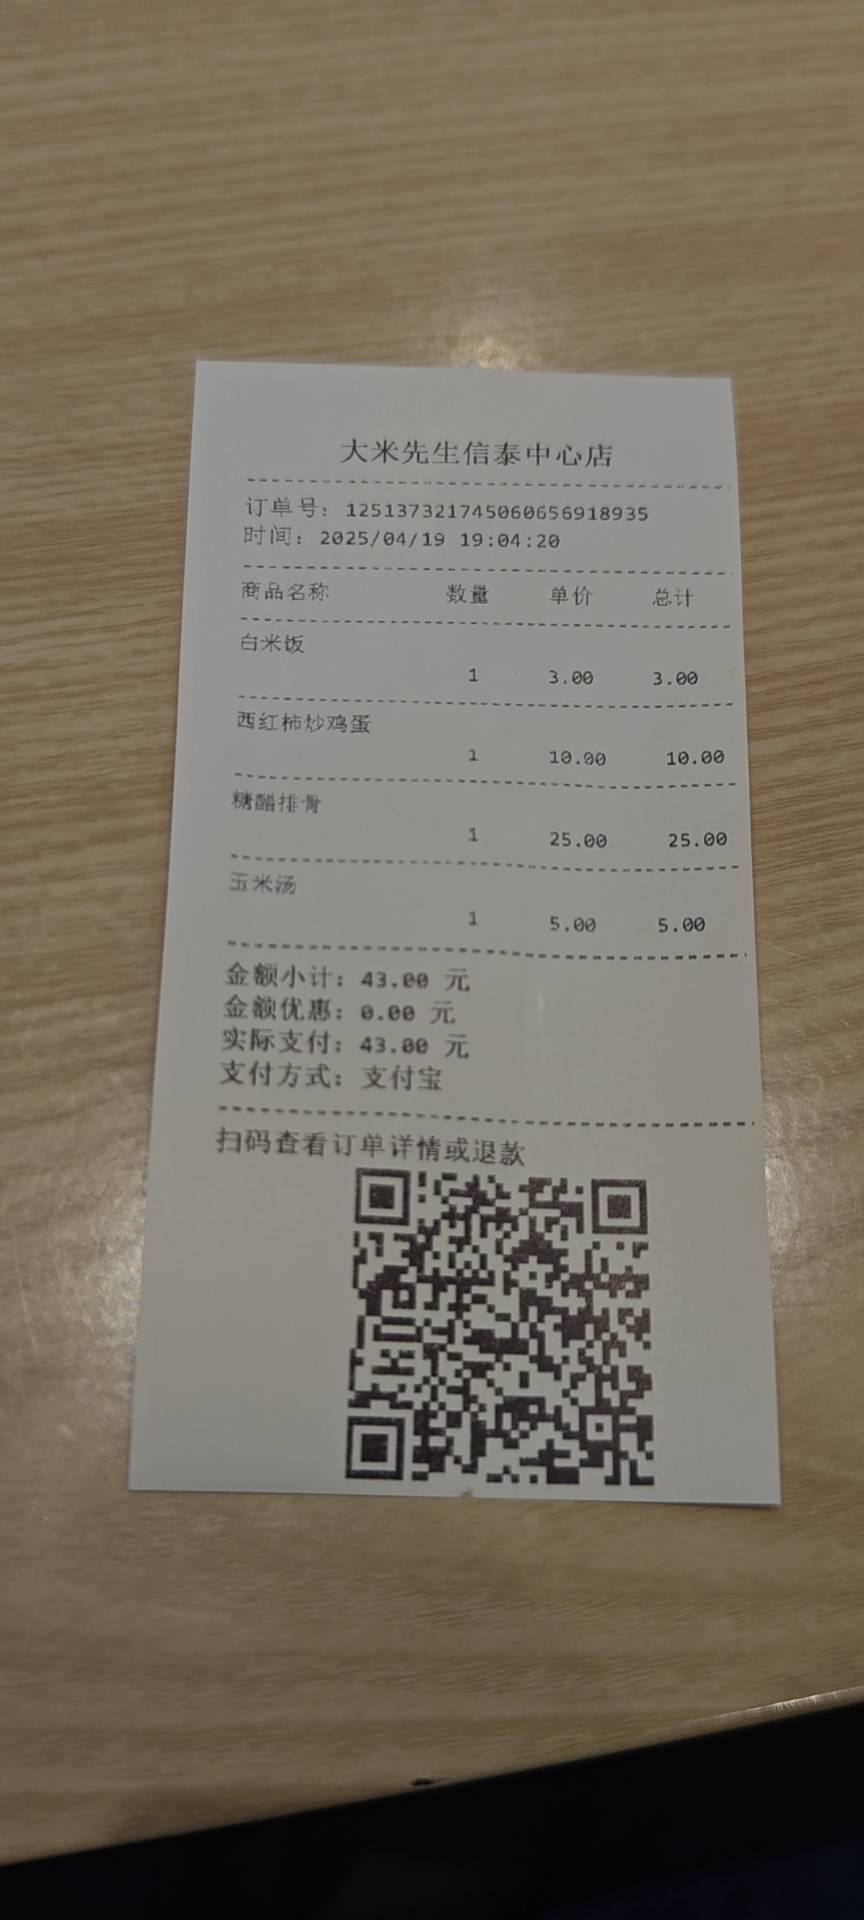 大米先生信泰中心店
订单号：1251373217450606569​18935
时间：2025/04/19 19:04:20
商品名称 数量 单价 总计
白米饭
1 3.00 3.00
西红柿炒鸡蛋
1 10.00 10.00
糖醋排骨
1 25.00 25.00
玉米汤
1 5.00 5.00
金额小计：43.00 元
金额优惠：0.00 元
实际支付：43.00 元
支付方式：支付宝
扫码查看订单详情或退款